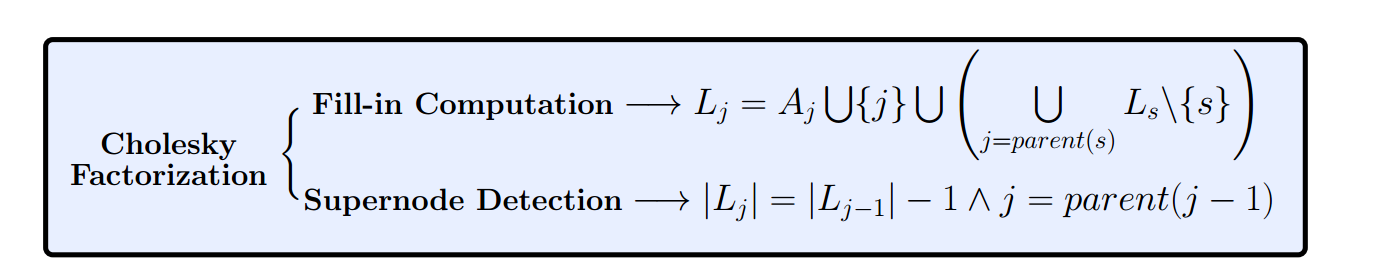 Cholesky
Factorization
Fill-in Computation ⟶ L_j = A_j ⋃{j}⋃ ( ⋃_{j=parent(s)} L_s\{s} )
Supernode Detection ⟶ |L_j| = |L_{j−1}| − 1 ∧ j = parent(j − 1)